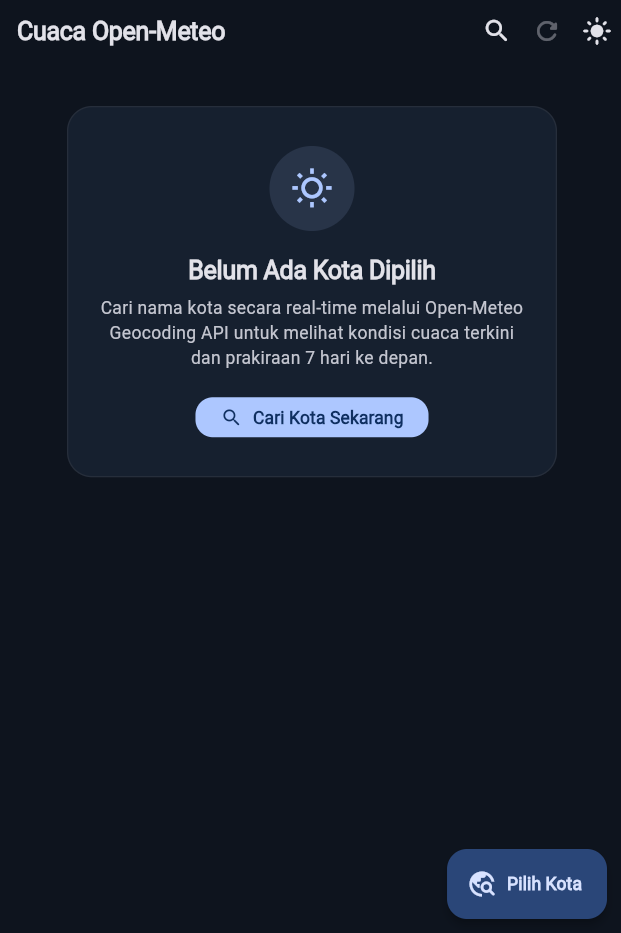 Cuaca Open-Meteo
Belum Ada Kota Dipilih
Cari nama kota secara real-time melalui Open-Meteo
Geocoding API untuk melihat kondisi cuaca terkini
dan prakiraan 7 hari ke depan.
Cari Kota Sekarang
Pilih Kota